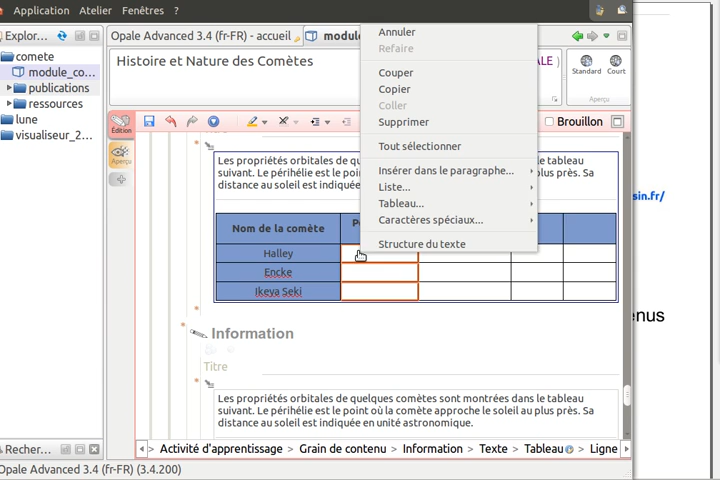 Application Atelier Fenêtres ?
Explor...
Opale Advanced 3.4 (fr-FR) - accueil
comete
module_co...
publications
ressources
lune
visualiseur_2...
Histoire et Nature des Comètes
ALE )
Standard
Court
Aperçu
Edition
Aperçu
Brouillon
Annuler
Refaire
Couper
Copier
Coller
Supprimer
Tout sélectionner
Insérer dans le paragraphe...
Liste...
Tableau...
Caractères spéciaux...
Structure du texte
Les propriétés orbitales de
le tableau
suivant. Le périhélie est le
plus près. Sa
distance au soleil est indiquée
Nom de la comète
Halley
Encke
Ikeya Seki
Information
Titre
Les propriétés orbitales de quelques comètes sont montrées dans le tableau
suivant. Le périhélie est le point où la comète approche le soleil au plus près. Sa
distance au soleil est indiquée en unité astronomique.
Recher...
> Activité d'apprentissage > Grain de contenu > Information > Texte > Tableau > Ligne
Opale Advanced 3.4 (fr-FR) (3.4.200)
sin.fr/
enus